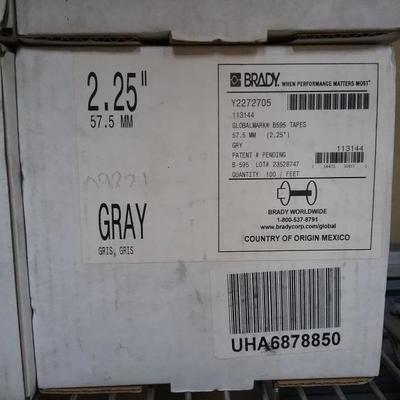 2.25"
57.5 MM
GRAY
GRIS, GRIS
BRADY. WHEN PERFORMANCE MATTERS MOST
Y2272705
113144
GLOBALMARK® B595 TAPES
57.5 MM (2.25")
GRY
PATENT # PENDING
113144
B-595 LOT# 23528747
QUANTITY 100 / FEET
BRADY WORLDWIDE
1-800-537-8791
www.bradycorp.com/global
COUNTRY OF ORIGIN MEXICO
UHA6878850